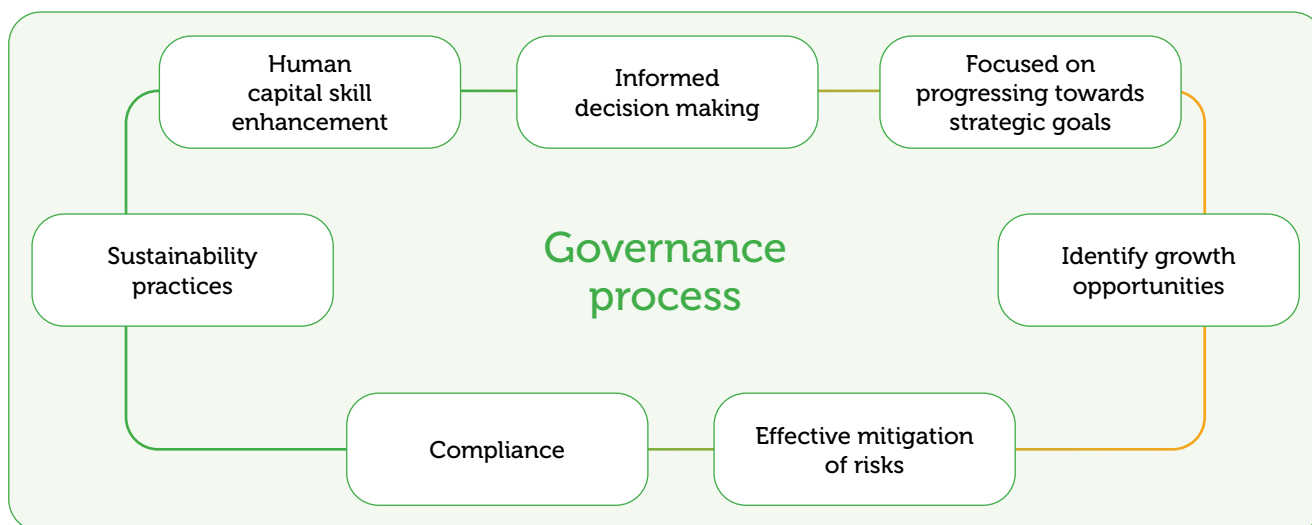 Human
capital skill
enhancement
Informed
decision making
Focused on
progressing towards
strategic goals
Sustainability
practices
Governance
process
Identify growth
opportunities
Compliance
Effective mitigation
of risks